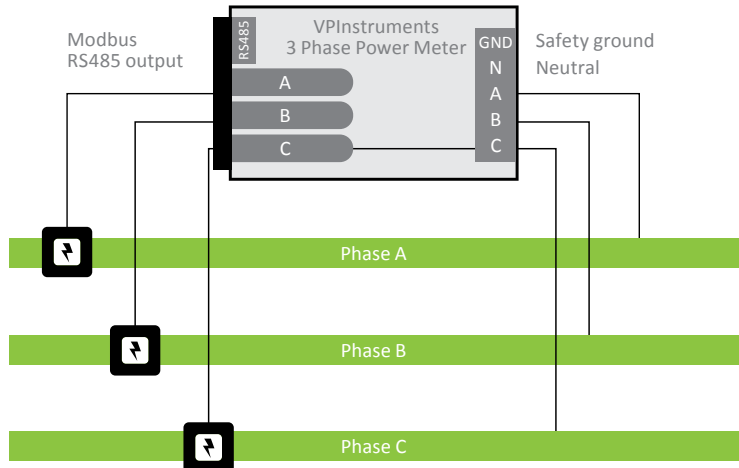 Modbus
RS485 output
RS485
VPInstruments
3 Phase Power Meter
GND
N
A
B
C
Safety ground
Neutral
A
B
C
Phase A
Phase B
Phase C